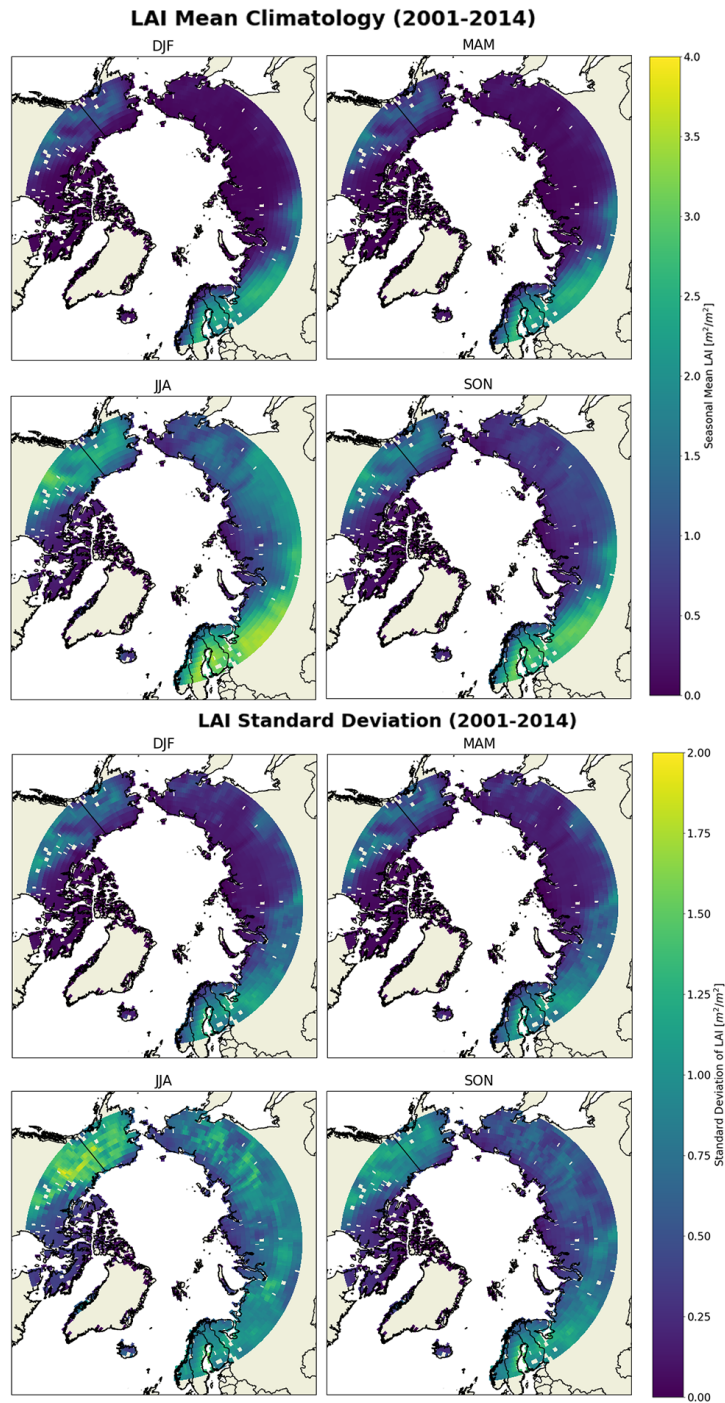 LAI Mean Climatology (2001-2014)
DJF
MAM
JJA
SON
4.0
3.5
3.0
2.5
2.0
1.5
1.0
0.5
0.0
Seasonal Mean LAI [m²/m²]
LAI Standard Deviation (2001-2014)
DJF
MAM
JJA
SON
2.00
1.75
1.50
1.25
1.00
0.75
0.50
0.25
0.00
Standard Deviation of LAI [m²/m²]